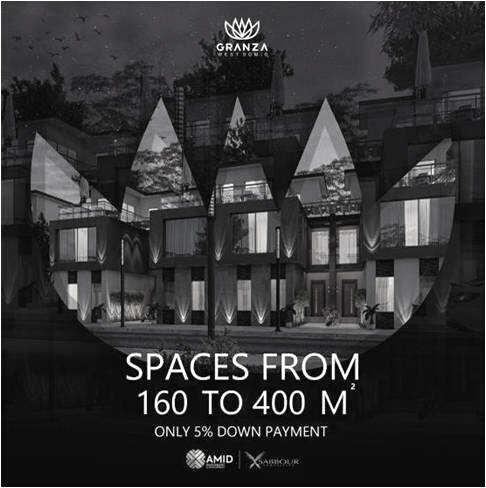 GRANZA
WEST SOMID
SPACES FROM
160 TO 400 M²
ONLY 5% DOWN PAYMENT
AMID
SABBOUR